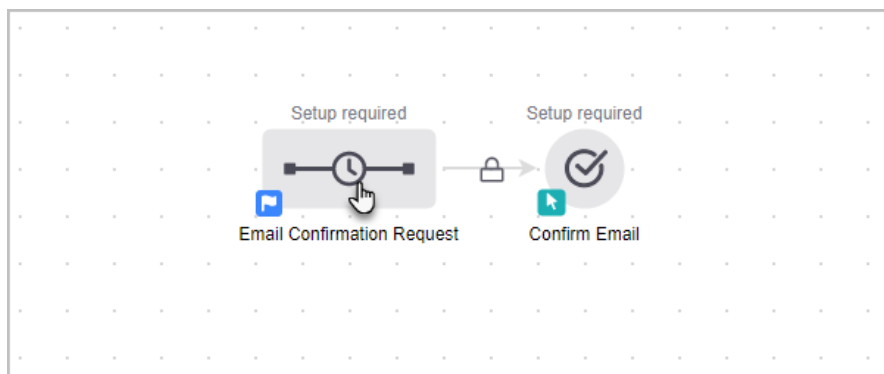 Setup required
Setup required
Email Confirmation Request
Confirm Email